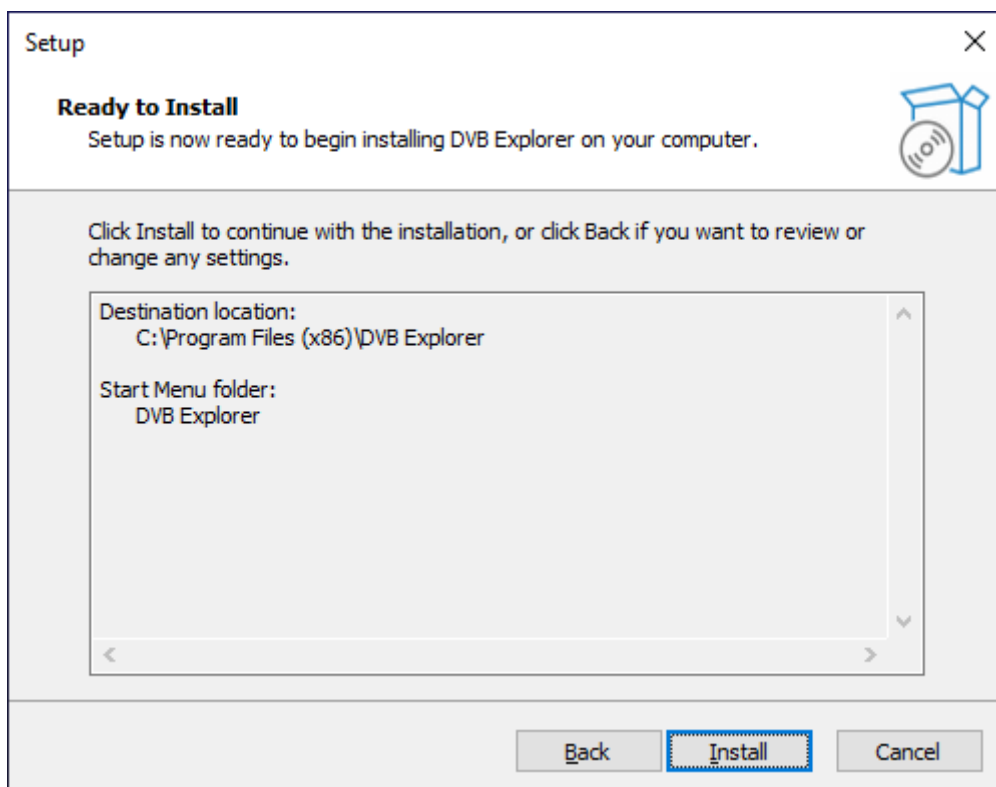 Setup
Ready to Install
Setup is now ready to begin installing DVB Explorer on your computer.
Click Install to continue with the installation, or click Back if you want to review or
change any settings.
Destination location:
C:\Program Files (x86)\DVB Explorer
Start Menu folder:
DVB Explorer
Back
Install
Cancel